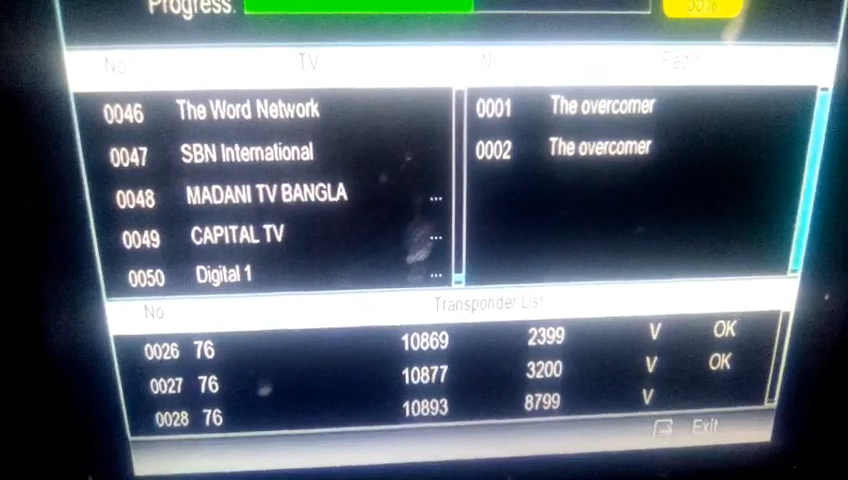 Progress:
No TV
0046 The Word Network
0047 SBN International
0048 MADANI TV BANGLA ...
0049 CAPITAL TV ...
0050 Digital 1 ...
0001 The overcomer
0002 The overcomer
No Transponder List
0026 76 10869 2399 V OK
0027 76 10877 3200 V OK
0028 76 10893 8799 V
Exit